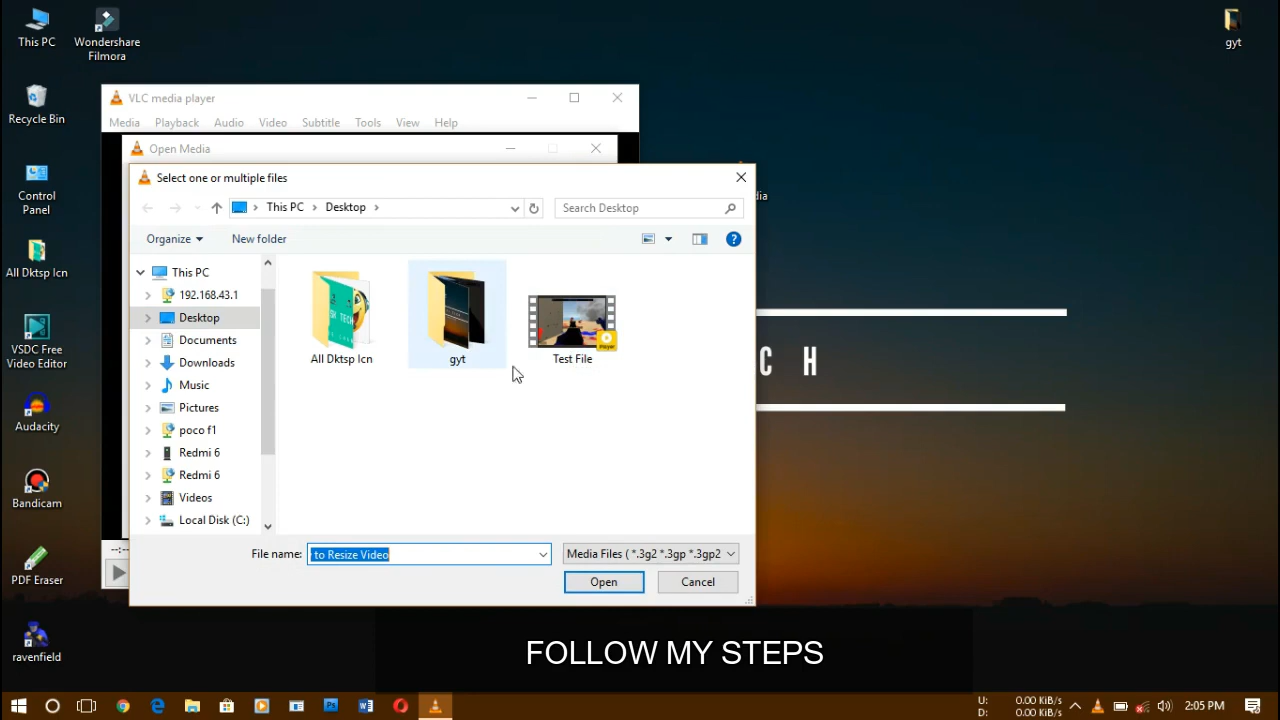 This PC
Wondershare
Filmora
gyt
Recycle Bin
Control
Panel
All Dktsp Icn
VSDC Free
Video Editor
Audacity
Bandicam
PDF Eraser
ravenfield
VLC media player
Media Playback Audio Video Subtitle Tools View Help
Open Media
Select one or multiple files
This PC Desktop
Search Desktop
Organize New folder
This PC
192.168.43.1
Desktop
Documents
Downloads
Music
Pictures
poco f1
Redmi 6
Redmi 6
Videos
Local Disk (C:)
All Dktsp Icn
gyt
Test File
File name: to Resize Video
Media Files ( *.3g2 *.3gp *.3gp2
Open Cancel
--:--
C H
FOLLOW MY STEPS
U: 0.00 KiB/s
D: 0.00 KiB/s
2:05 PM